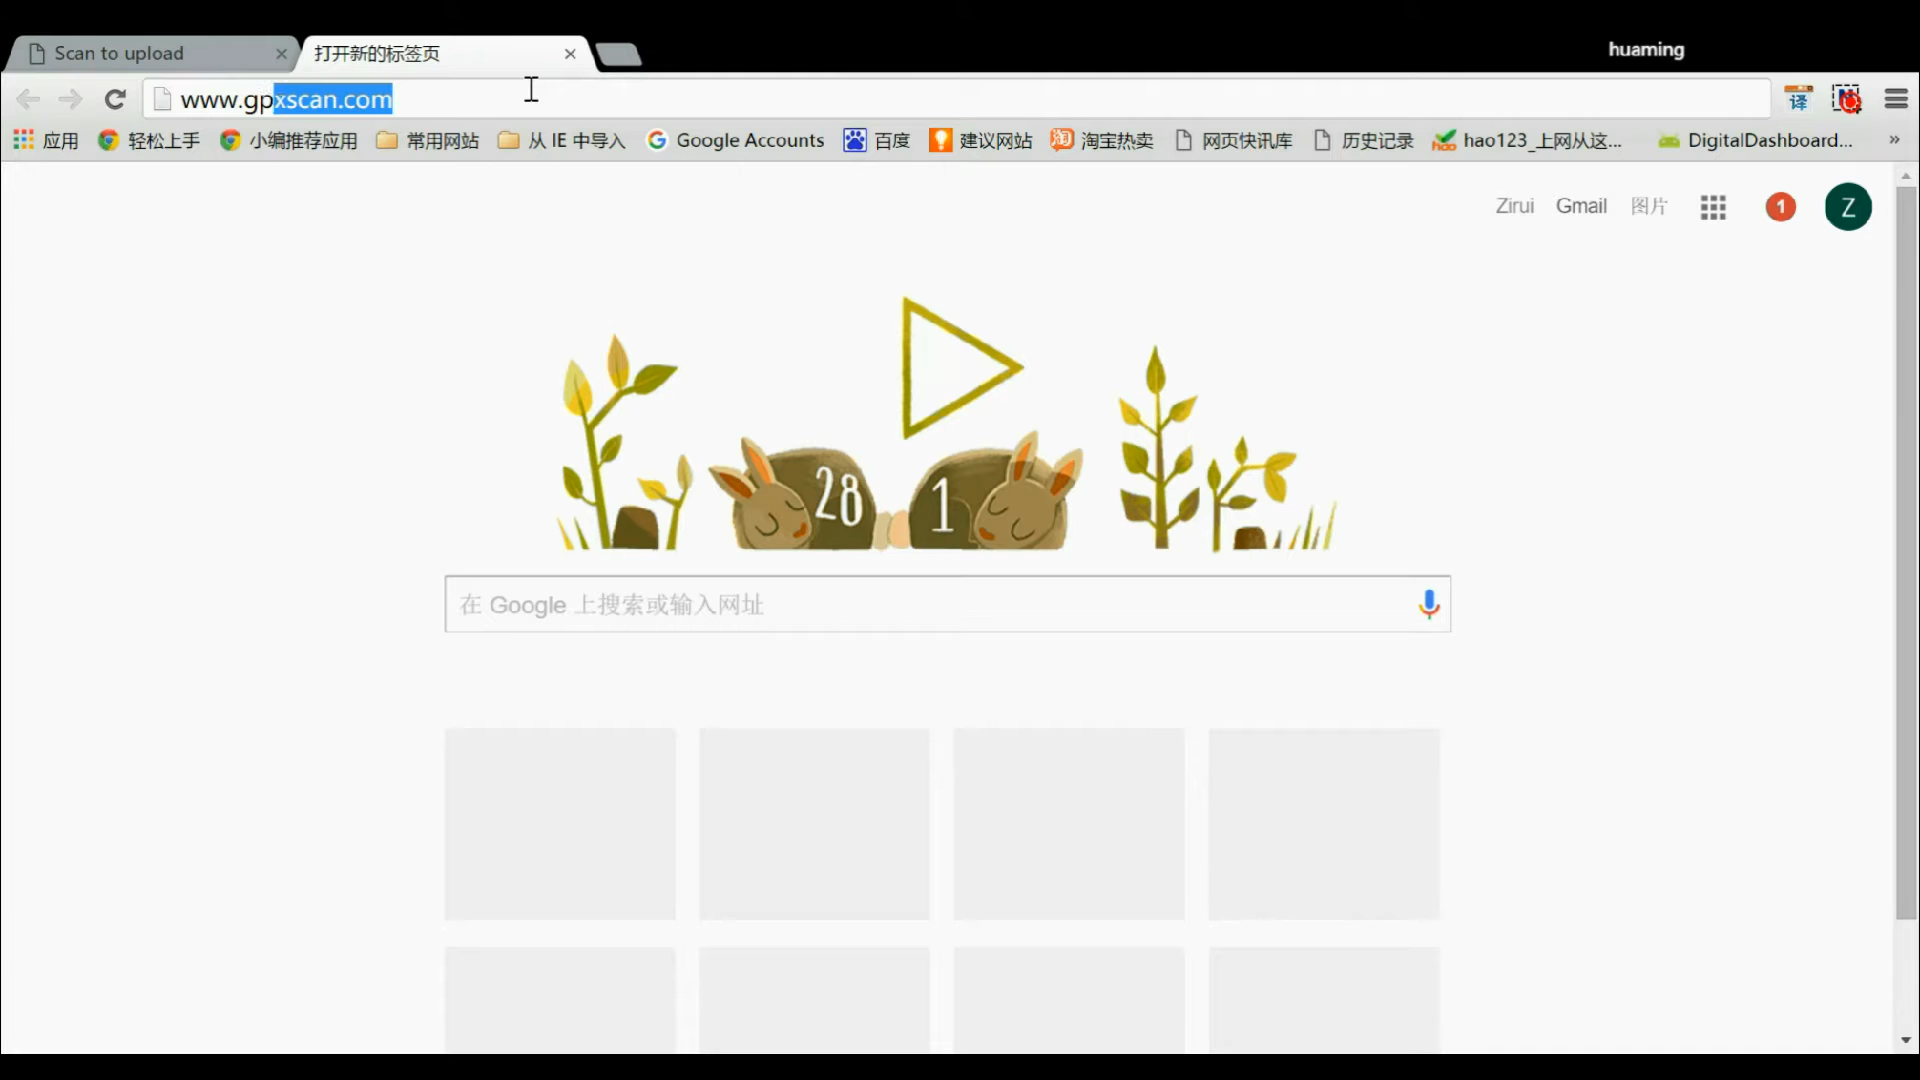 huaming
Scan to upload
打开新的标签页
www.gpxscan.com
应用 轻松上手 小编推荐应用 常用网站 从 IE 中导入 Google Accounts 百度 建议网站 淘宝热卖 网页快讯库 历史记录 hao123_上网从这... DigitalDashboard... »
Zirui Gmail 图片 1 Z
28 1
在 Google 上搜索或输入网址